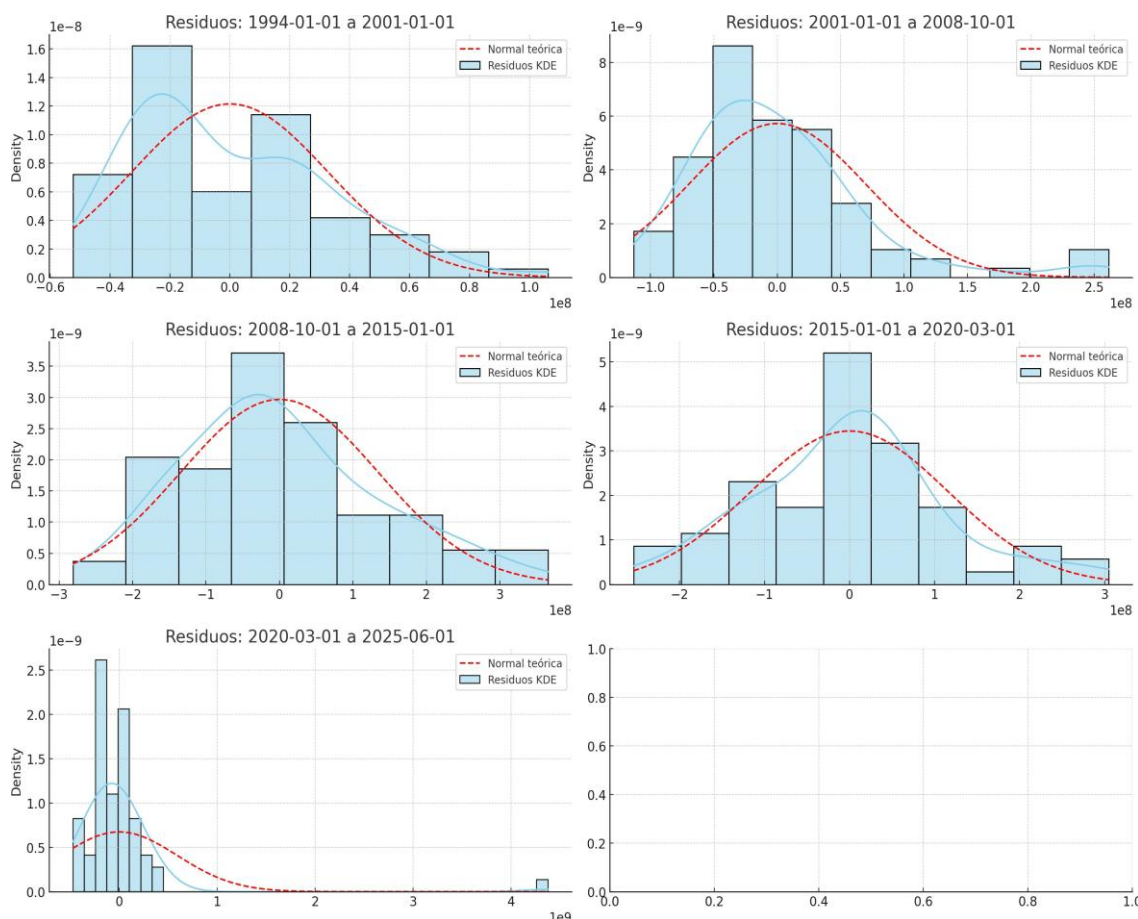 Residuos: 1994-01-01 a 2001-01-01
1e−8
Normal teórica
Residuos KDE
Density
1.6
1.4
1.2
1.0
0.8
0.6
0.4
0.2
0.0
−0.6 −0.4 −0.2 0.0 0.2 0.4 0.6 0.8 1.0
1e8
Residuos: 2001-01-01 a 2008-10-01
1e−9
Normal teórica
Residuos KDE
Density
8
6
4
2
0
−1.0 −0.5 0.0 0.5 1.0 1.5 2.0 2.5
1e8
Residuos: 2008-10-01 a 2015-01-01
1e−9
Normal teórica
Residuos KDE
Density
3.5
3.0
2.5
2.0
1.5
1.0
0.5
0.0
−3 −2 −1 0 1 2 3
1e8
Residuos: 2015-01-01 a 2020-03-01
1e−9
Normal teórica
Residuos KDE
Density
5
4
3
2
1
0
−2 −1 0 1 2 3
1e8
Residuos: 2020-03-01 a 2025-06-01
1e−9
Normal teórica
Residuos KDE
Density
2.5
2.0
1.5
1.0
0.5
0.0
0 1 2 3 4
1e9
1.0
0.8
0.6
0.4
0.2
0.0
0.0 0.2 0.4 0.6 0.8 1.0